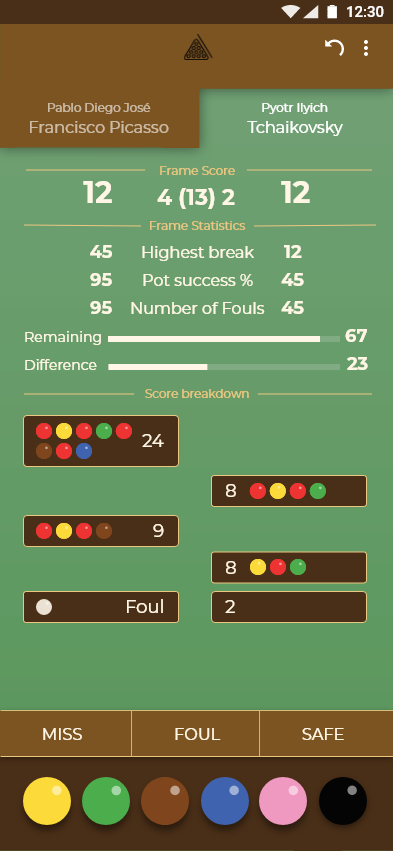 12:30
Pablo Diego José
Francisco Picasso
Pyotr Ilyich
Tchaikovsky
Frame Score
12 4 (13) 2 12
Frame Statistics
45 Highest break 12
95 Pot success % 45
95 Number of Fouls 45
Remaining 67
Difference 23
Score breakdown
24
8
9
8
Foul 2
MISS FOUL SAFE